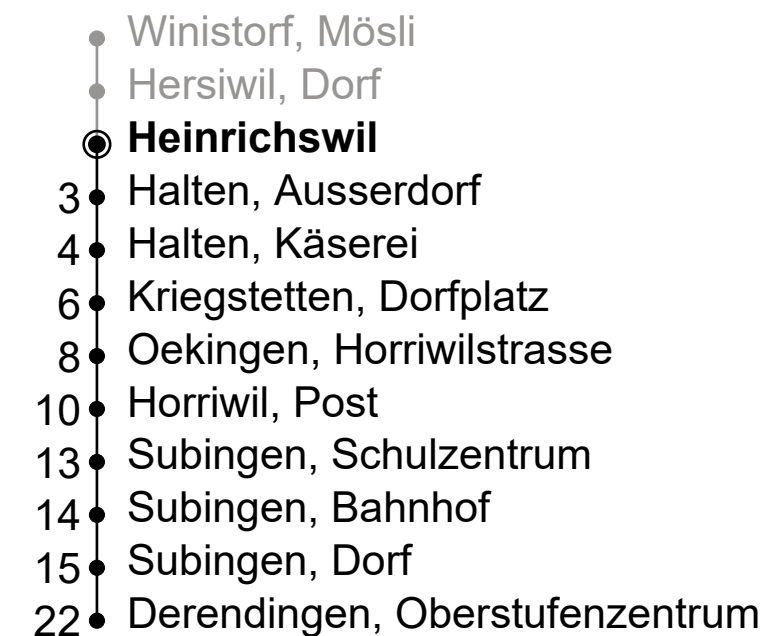 Winistorf, Mösli
Hersiwil, Dorf
Heinrichswil
3 Halten, Ausserdorf
4 Halten, Käserei
6 Kriegstetten, Dorfplatz
8 Oekingen, Horriwilstrasse
10 Horriwil, Post
13 Subingen, Schulzentrum
14 Subingen, Bahnhof
15 Subingen, Dorf
22 Derendingen, Oberstufenzentrum